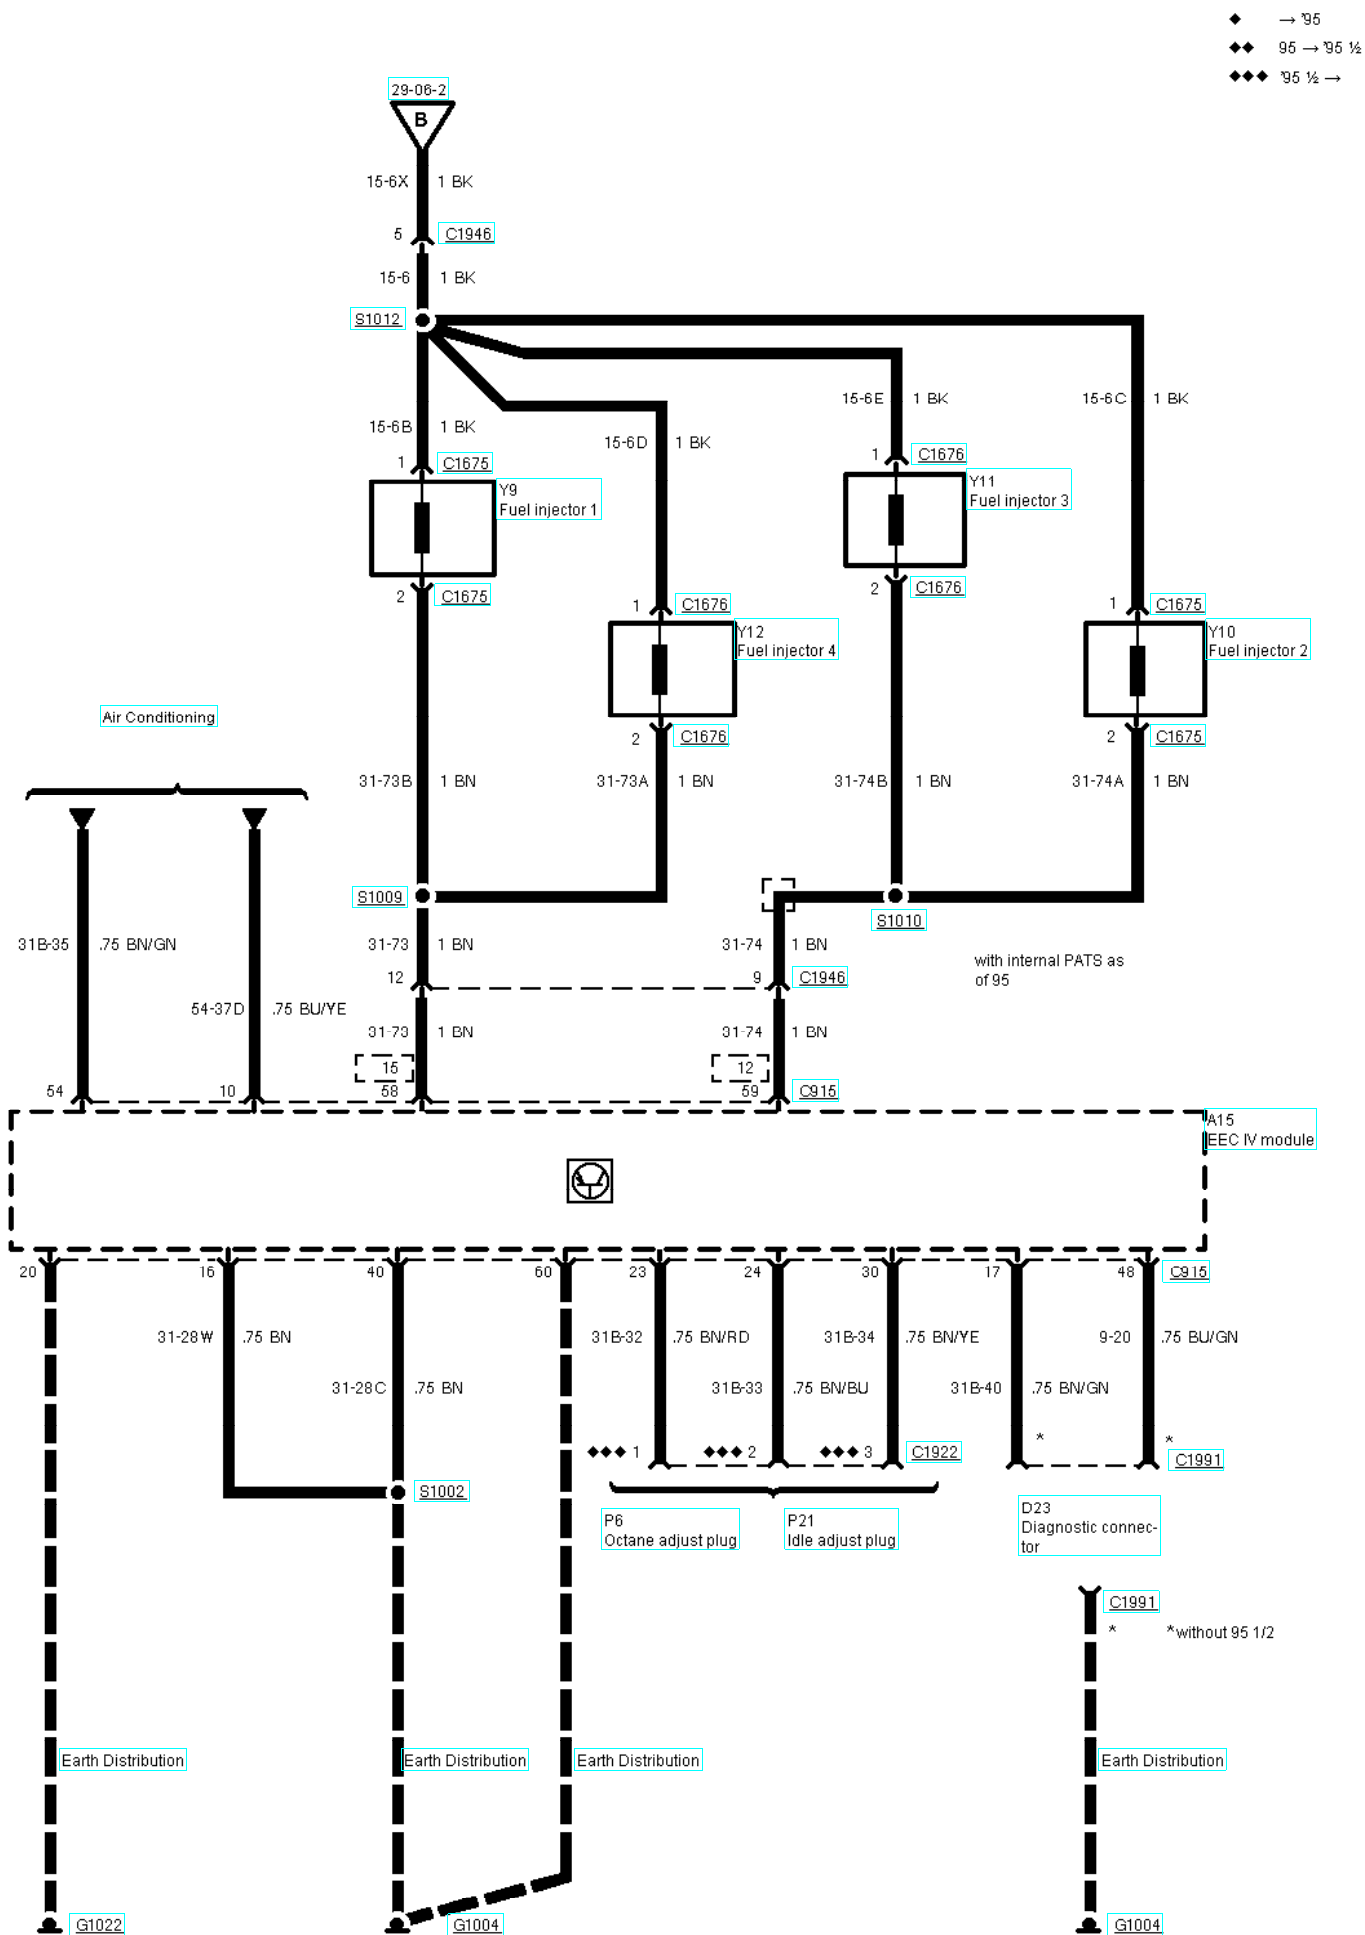 ◆ → '95
◆◆ 95 → '95 ½
◆◆◆ '95 ½ →
29-06-2
B
15-6X 1 BK
5 C1946
15-6 1 BK
S1012
15-6E 1 BK
15-6C 1 BK
15-6B 1 BK
15-6D 1 BK
1 C1675
1 C1676
Y9
Fuel injector 1
Y11
Fuel injector 3
2 C1675
2 C1676
1 C1676
1 C1675
Y12
Fuel injector 4
Y10
Fuel injector 2
Air Conditioning
2 C1676
2 C1675
31-73B 1 BN
31-73A 1 BN
31-74B 1 BN
31-74A 1 BN
S1009
S1010
31B-35 .75 BN/GN
31-73 1 BN
31-74 1 BN
with internal PATS as
of 95
12
9 C1946
54-37D .75 BU/YE
31-73 1 BN
31-74 1 BN
15
12
54
10
58
59 C915
A15
EEC IV module
20
16
40
60
23
24
30
17
48 C915
31-28W .75 BN
31B-32 .75 BN/RD
31B-34 .75 BN/YE
9-20 .75 BU/GN
31-28C .75 BN
31B-33 .75 BN/BU
31B-40 .75 BN/GN
* *
◆◆◆ 1
◆◆◆ 2
◆◆◆ 3 C1922
C1991
S1002
P6
Octane adjust plug
P21
Idle adjust plug
D23
Diagnostic connec-
tor
C1991
* *without 95 1/2
Earth Distribution
Earth Distribution
Earth Distribution
Earth Distribution
G1022
G1004
G1004